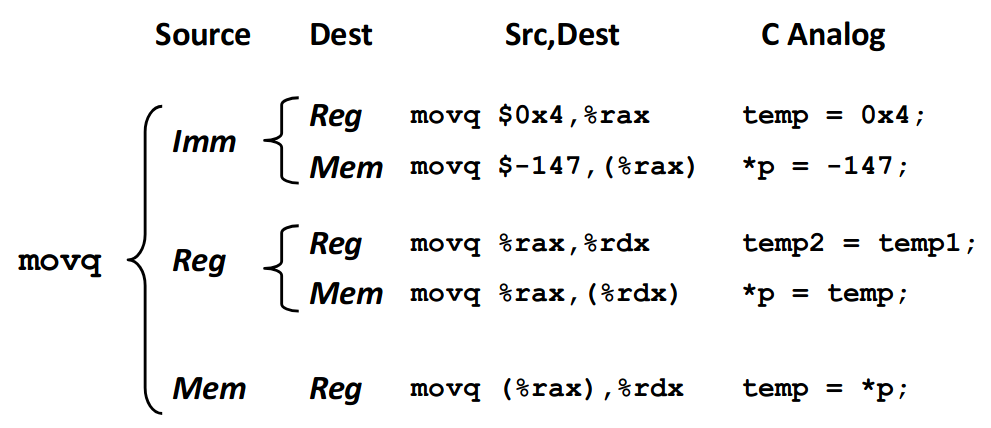 Source Dest Src,Dest C Analog
Reg movq $0x4,%rax temp = 0x4;
Imm
Mem movq $-147,(%rax) *p = -147;
Reg movq %rax,%rdx temp2 = temp1;
movq Reg
Mem movq %rax,(%rdx) *p = temp;
Mem Reg movq (%rax),%rdx temp = *p;